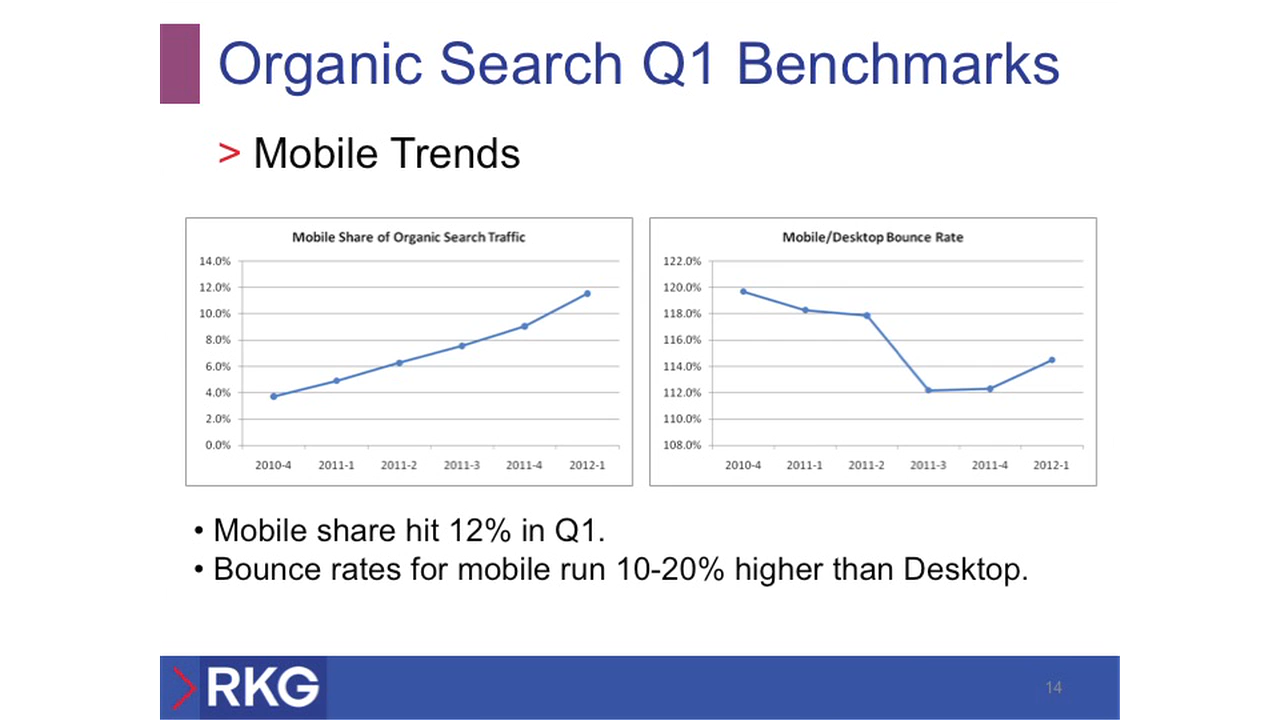 Organic Search Q1 Benchmarks
> Mobile Trends
Mobile Share of Organic Search Traffic
14.0%
12.0%
10.0%
8.0%
6.0%
4.0%
2.0%
0.0%
2010-4 2011-1 2011-2 2011-3 2011-4 2012-1
Mobile/Desktop Bounce Rate
122.0%
120.0%
118.0%
116.0%
114.0%
112.0%
110.0%
108.0%
2010-4 2011-1 2011-2 2011-3 2011-4 2012-1
• Mobile share hit 12% in Q1.
• Bounce rates for mobile run 10-20% higher than Desktop.
RKG
14